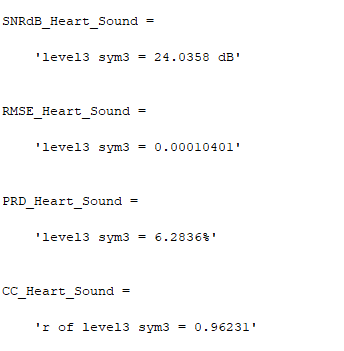 SNRdB_Heart_Sound =
'level3 sym3 = 24.0358 dB'
RMSE_Heart_Sound =
'level3 sym3 = 0.00010401'
PRD_Heart_Sound =
'level3 sym3 = 6.2836%'
CC_Heart_Sound =
'r of level3 sym3 = 0.96231'